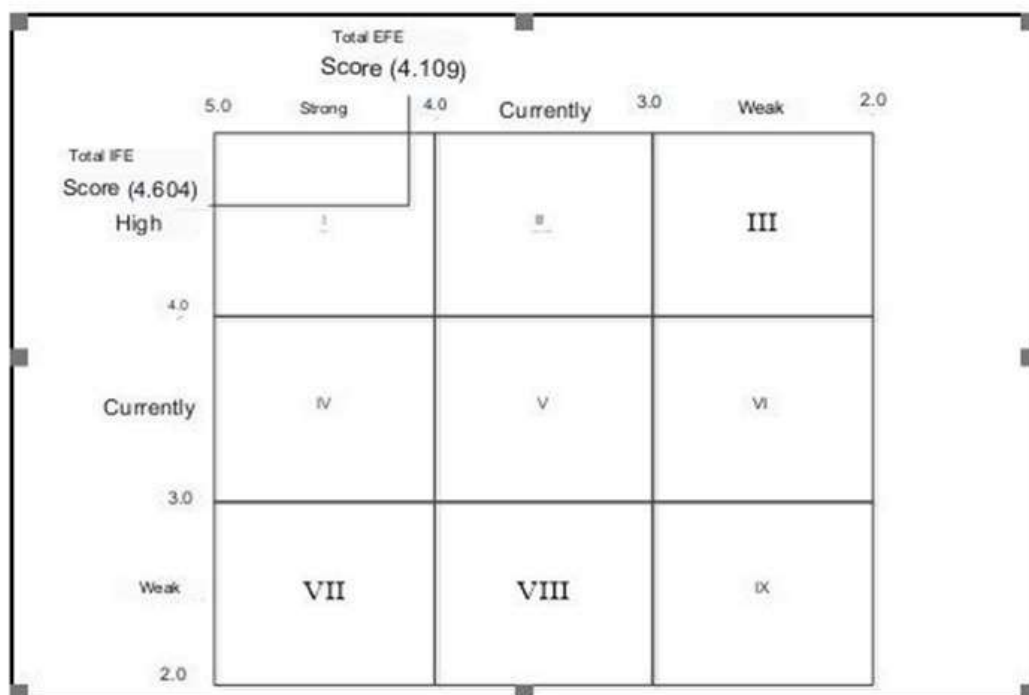 Total EFE
Score (4.109)
5.0 Strong 4.0 Currently 3.0 Weak 2.0
Total IFE
Score (4.604)
High I II III
4.0
Currently IV V VI
3.0
Weak VII VIII IX
2.0